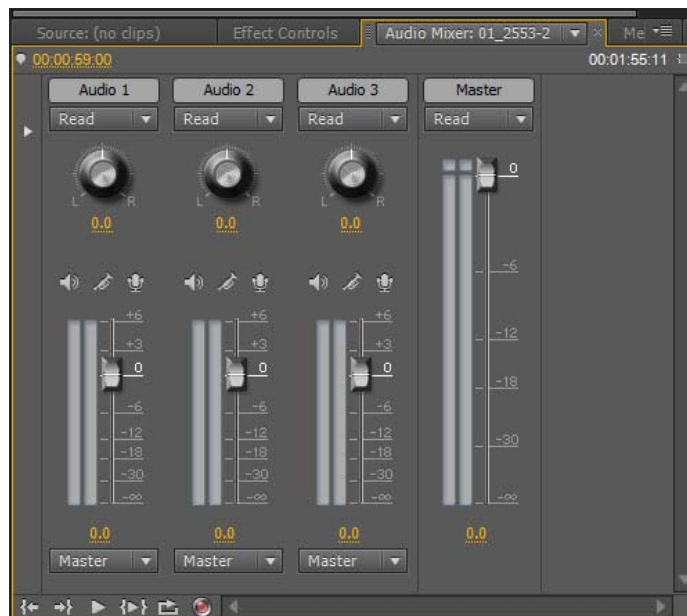 Source: (no clips) Effect Controls Audio Mixer: 01_2553-2 Me
00:00:59:00 00:01:55:11
Audio 1 Audio 2 Audio 3 Master
Read Read Read Read
0
L R L R L R
0.0 0.0 0.0
-6
+6 +6 +6
-12
+3 +3 +3
0 0 0
-18
-6 -6 -6
-12 -12 -12
-30
-18 -18 -18
-30 -30 -30
-∞ -∞ -∞ -∞
0.0 0.0 0.0 0.0
Master Master Master